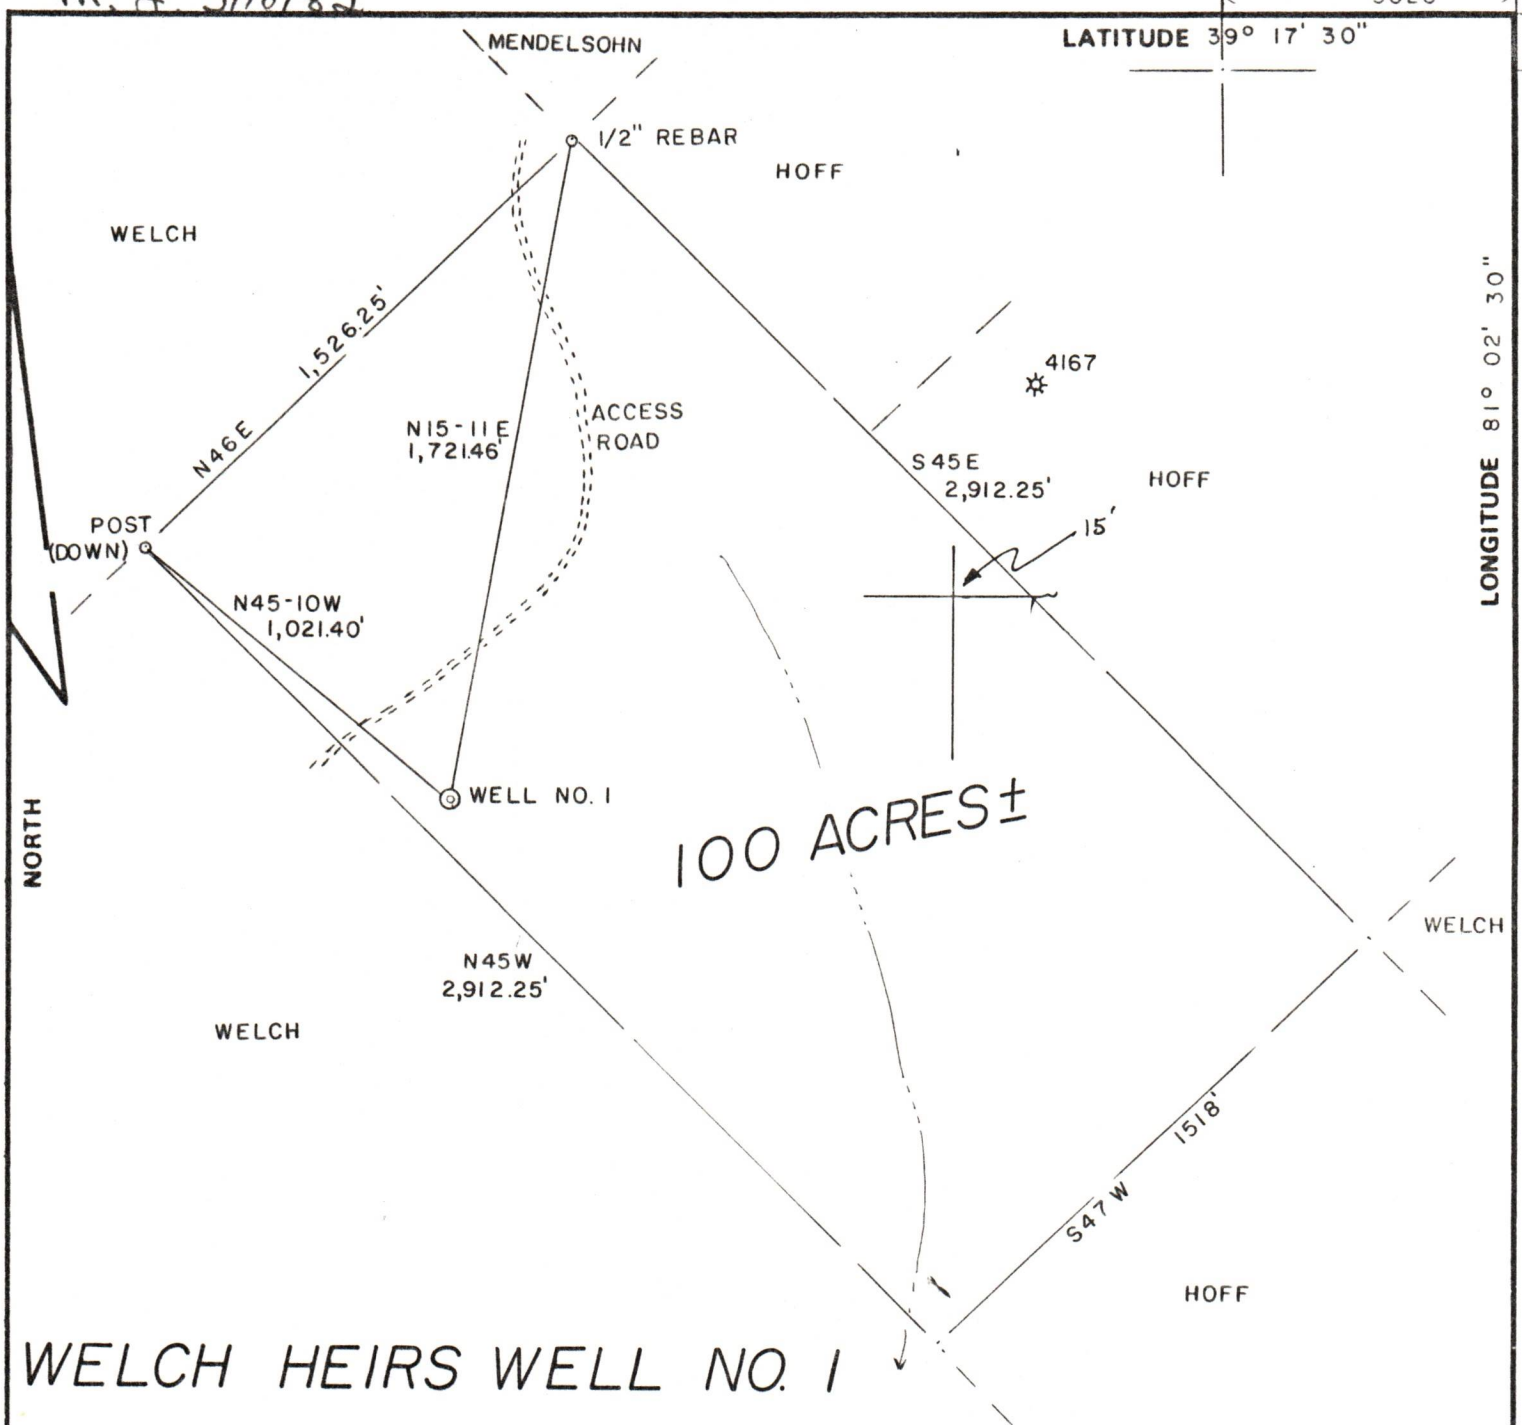 MENDELSOHN
LATITUDE 39° 17' 30"
1/2" REBAR
HOFF
WELCH
LONGITUDE 81° 02' 30"
1,526.25'
N46E
4167
ACCESS
ROAD
N15-11E
1,721.46'
S45E
2,912.25'
HOFF
15'
POST
(DOWN)
N45-10W
1,021.40'
WELL NO. 1
100 ACRES±
NORTH
WELCH
N45W
2,912.25'
WELCH
1518'
S47W
HOFF
WELCH HEIRS WELL NO. 1